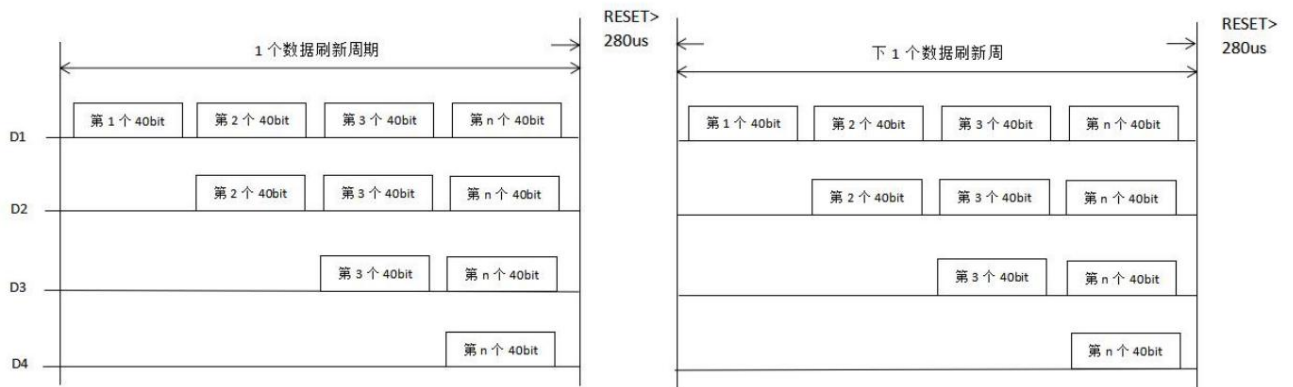 RESET>
280us
1 个数据刷新周期
RESET>
280us
下 1 个数据刷新周
D1
第 1 个 40bit
第 2 个 40bit
第 3 个 40bit
第 n 个 40bit
第 1 个 40bit
第 2 个 40bit
第 3 个 40bit
第 n 个 40bit
D2
第 2 个 40bit
第 3 个 40bit
第 n 个 40bit
第 2 个 40bit
第 3 个 40bit
第 n 个 40bit
D3
第 3 个 40bit
第 n 个 40bit
第 3 个 40bit
第 n 个 40bit
D4
第 n 个 40bit
第 n 个 40bit